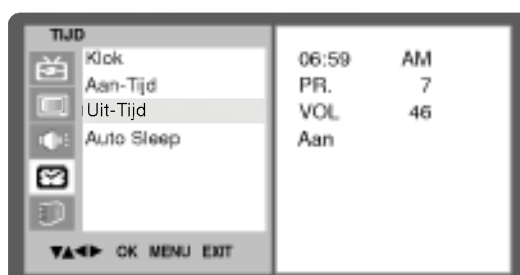 TIJD
Klok
Aan-Tijd
Uit-Tijd
Auto Sleep
06:59 AM
PR. 7
VOL 46
Aan
▼▲◀▶ OK MENU EXIT